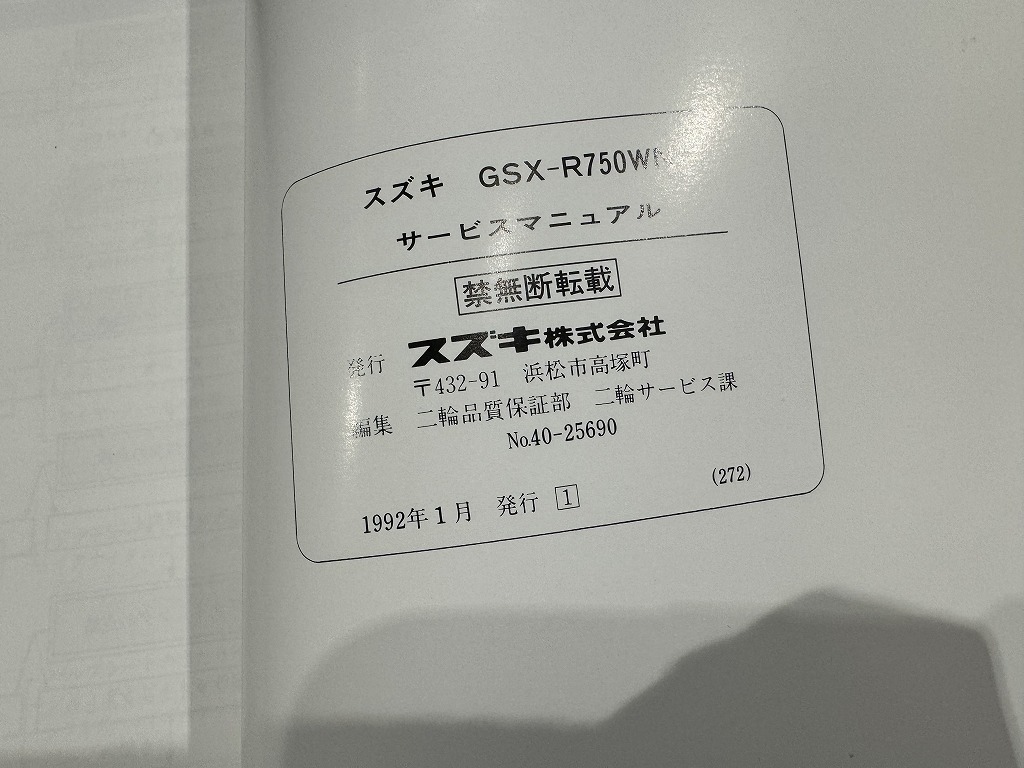 スズキ GSX-R750WN
サービスマニュアル
禁無断転載
発行 スズキ株式会社
〒432-91 浜松市高塚町
編集 二輪品質保証部 二輪サービス課
No.40-25690
1992年1月 発行 1
(272)